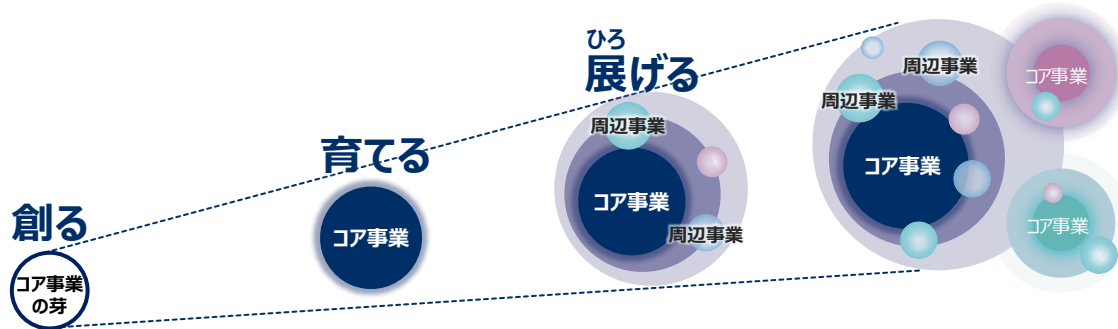 創る
コア事業
の芽
育てる
コア事業
ひろ
展げる
周辺事業
コア事業
周辺事業
周辺事業
周辺事業
コア事業
コア事業
コア事業